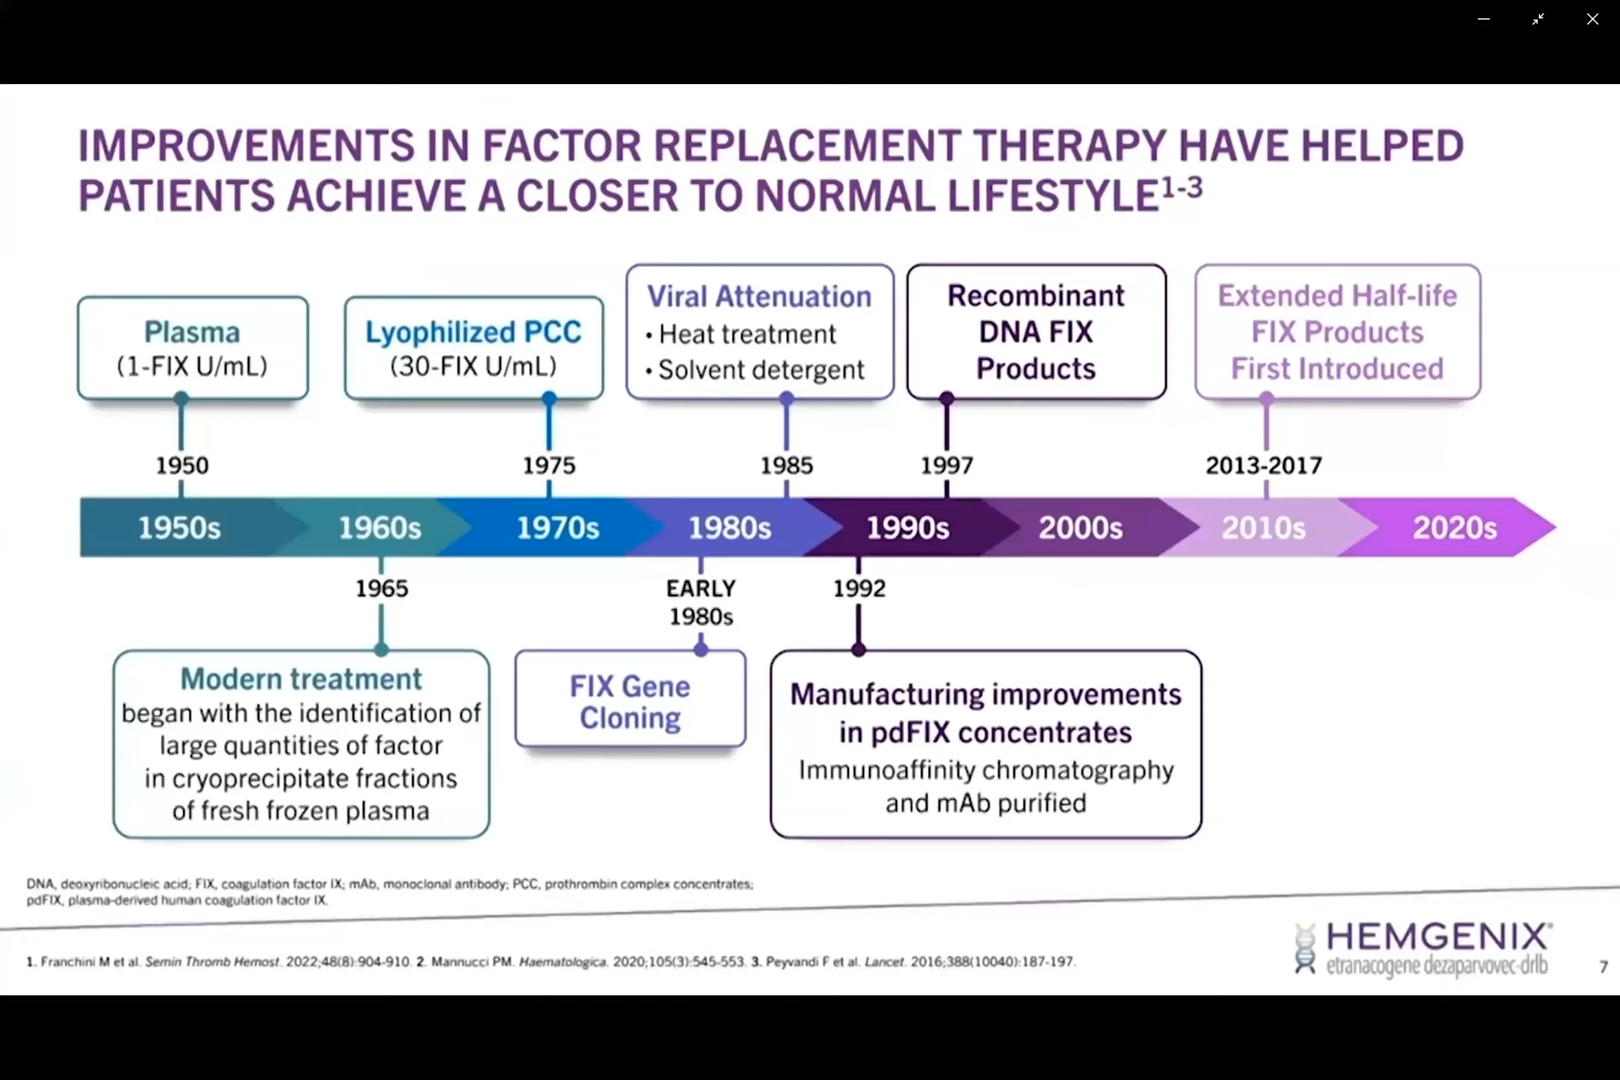 IMPROVEMENTS IN FACTOR REPLACEMENT THERAPY HAVE HELPED
PATIENTS ACHIEVE A CLOSER TO NORMAL LIFESTYLE1-3
Plasma
(1-FIX U/mL)
Lyophilized PCC
(30-FIX U/mL)
Viral Attenuation
• Heat treatment
• Solvent detergent
Recombinant
DNA FIX
Products
Extended Half-life
FIX Products
First Introduced
1950
1975
1985
1997
2013-2017
1950s
1960s
1970s
1980s
1990s
2000s
2010s
2020s
1965
EARLY
1980s
1992
Modern treatment
began with the identification of
large quantities of factor
in cryoprecipitate fractions
of fresh frozen plasma
FIX Gene
Cloning
Manufacturing improvements
in pdFIX concentrates
Immunoaffinity chromatography
and mAb purified
DNA, deoxyribonucleic acid; FIX, coagulation factor IX; mAb, monoclonal antibody; PCC, prothrombin complex concentrates;
pdFIX, plasma-derived human coagulation factor IX.
1. Franchini M et al. Semin Thromb Hemost. 2022;48(8):904-910. 2. Mannucci PM. Haematologica. 2020;105(3):545-553. 3. Peyvandi F et al. Lancet. 2016;388(10040):187-197.
HEMGENIX®
etranacogene dezaparvovec-drlb
7